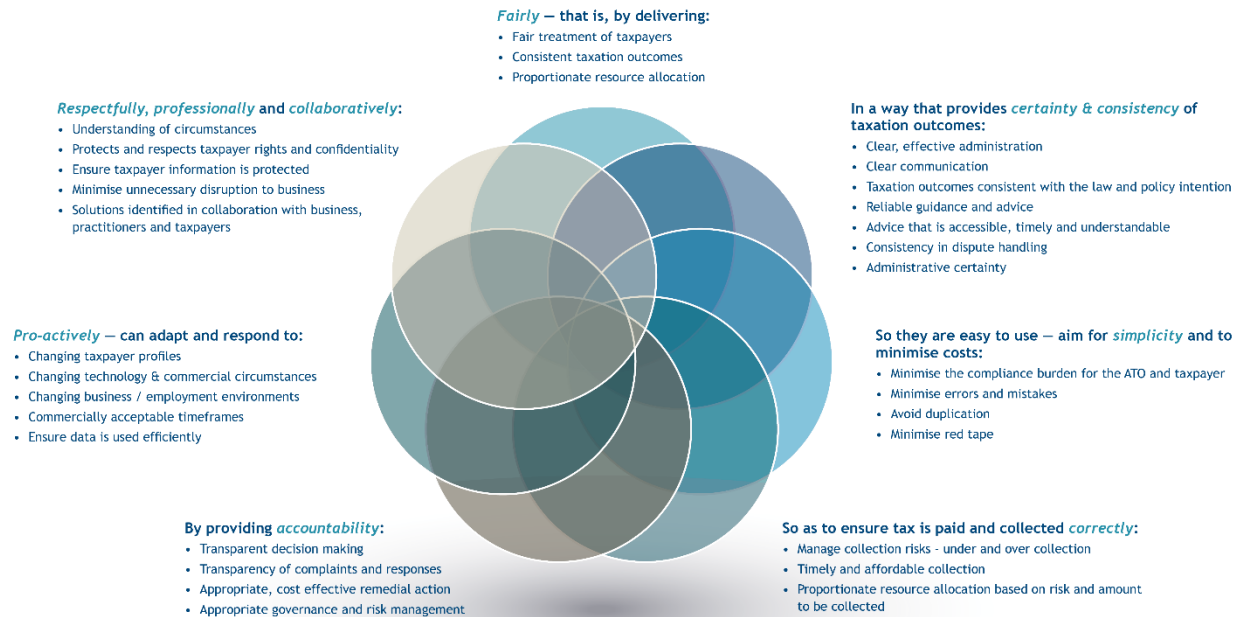 Fairly — that is, by delivering:
• Fair treatment of taxpayers
• Consistent taxation outcomes
• Proportionate resource allocation
Respectfully, professionally and collaboratively:
• Understanding of circumstances
• Protects and respects taxpayer rights and confidentiality
• Ensure taxpayer information is protected
• Minimise unnecessary disruption to business
• Solutions identified in collaboration with business,
practitioners and taxpayers
In a way that provides certainty & consistency of
taxation outcomes:
• Clear, effective administration
• Clear communication
• Taxation outcomes consistent with the law and policy intention
• Reliable guidance and advice
• Advice that is accessible, timely and understandable
• Consistency in dispute handling
• Administrative certainty
Pro-actively — can adapt and respond to:
• Changing taxpayer profiles
• Changing technology & commercial circumstances
• Changing business / employment environments
• Commercially acceptable timeframes
• Ensure data is used efficiently
So they are easy to use — aim for simplicity and to
minimise costs:
• Minimise the compliance burden for the ATO and taxpayer
• Minimise errors and mistakes
• Avoid duplication
• Minimise red tape
By providing accountability:
• Transparent decision making
• Transparency of complaints and responses
• Appropriate, cost effective remedial action
• Appropriate governance and risk management
So as to ensure tax is paid and collected correctly:
• Manage collection risks - under and over collection
• Timely and affordable collection
• Proportionate resource allocation based on risk and amount
to be collected